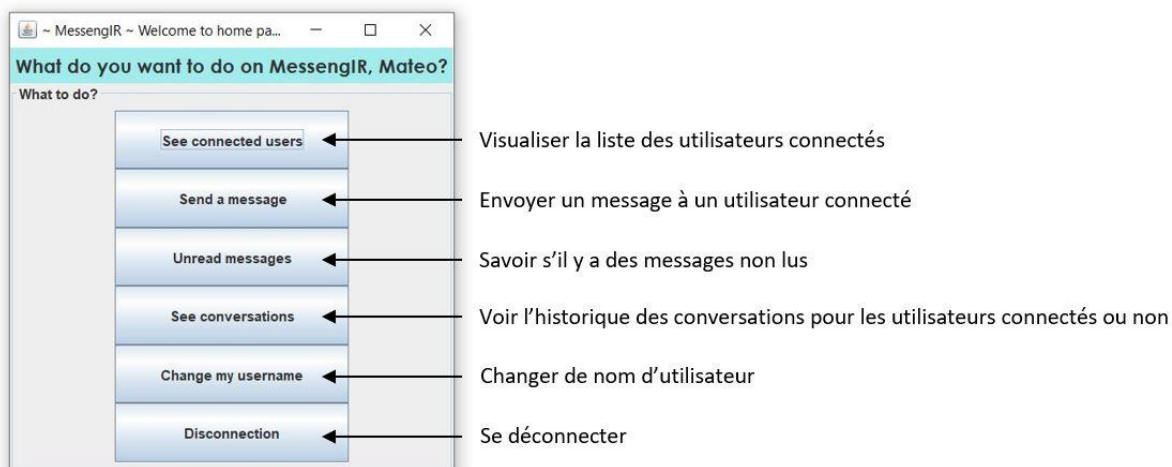 ~ MessengIR ~ Welcome to home pa...
What do you want to do on MessengIR, Mateo?
What to do?
See connected users
Visualiser la liste des utilisateurs connectés
Send a message
Envoyer un message à un utilisateur connecté
Unread messages
Savoir s’il y a des messages non lus
See conversations
Voir l’historique des conversations pour les utilisateurs connectés ou non
Change my username
Changer de nom d’utilisateur
Disconnection
Se déconnecter